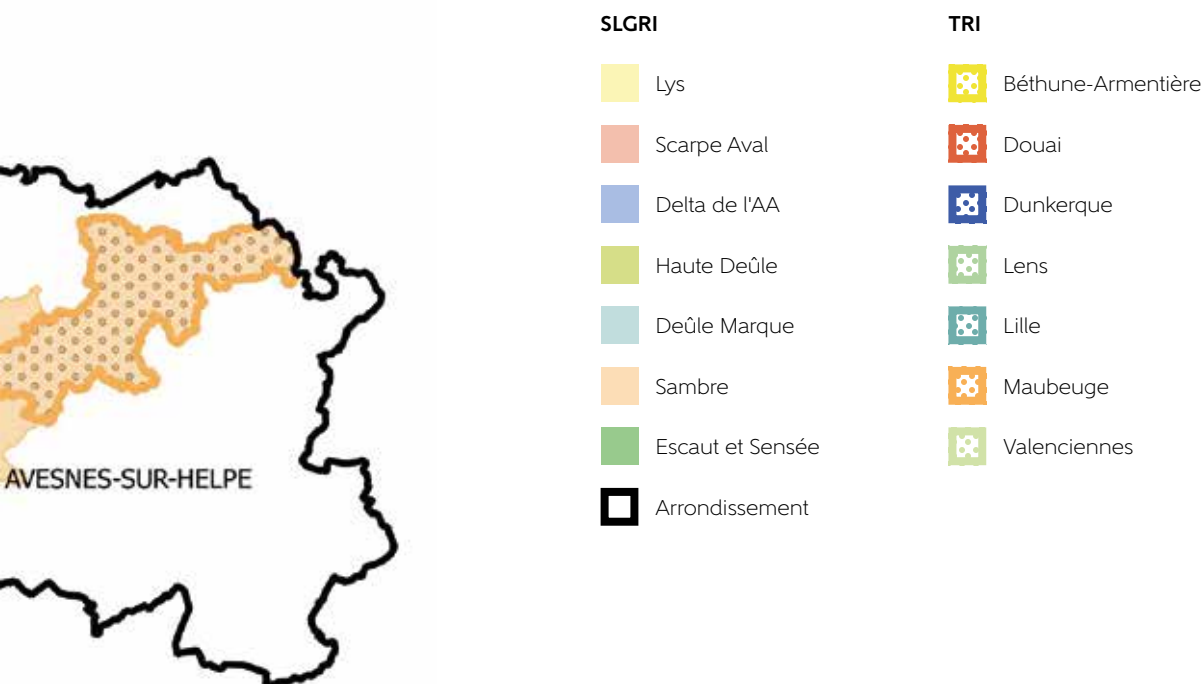 SLGRI
Lys
Scarpe Aval
Delta de l'AA
Haute Deûle
Deûle Marque
Sambre
Escaut et Sensée
Arrondissement
TRI
Béthune-Armentière
Douai
Dunkerque
Lens
Lille
Maubeuge
Valenciennes
AVESNES-SUR-HELPE